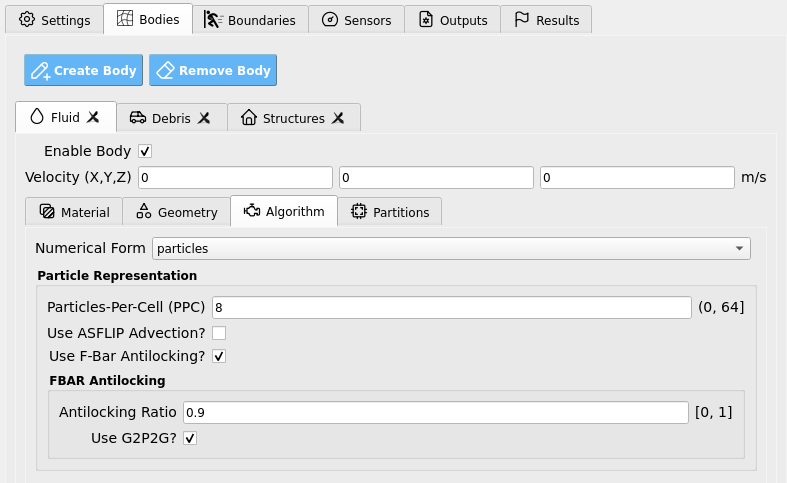 Settings Bodies Boundaries Sensors Outputs Results
Create Body Remove Body
Fluid Debris Structures
Enable Body
Velocity (X,Y,Z) 0 0 0 m/s
Material Geometry Algorithm Partitions
Numerical Form particles
Particle Representation
Particles-Per-Cell (PPC) 8 (0, 64]
Use ASFLIP Advection?
Use F-Bar Antilocking?
FBAR Antilocking
Antilocking Ratio 0.9 [0, 1]
Use G2P2G?